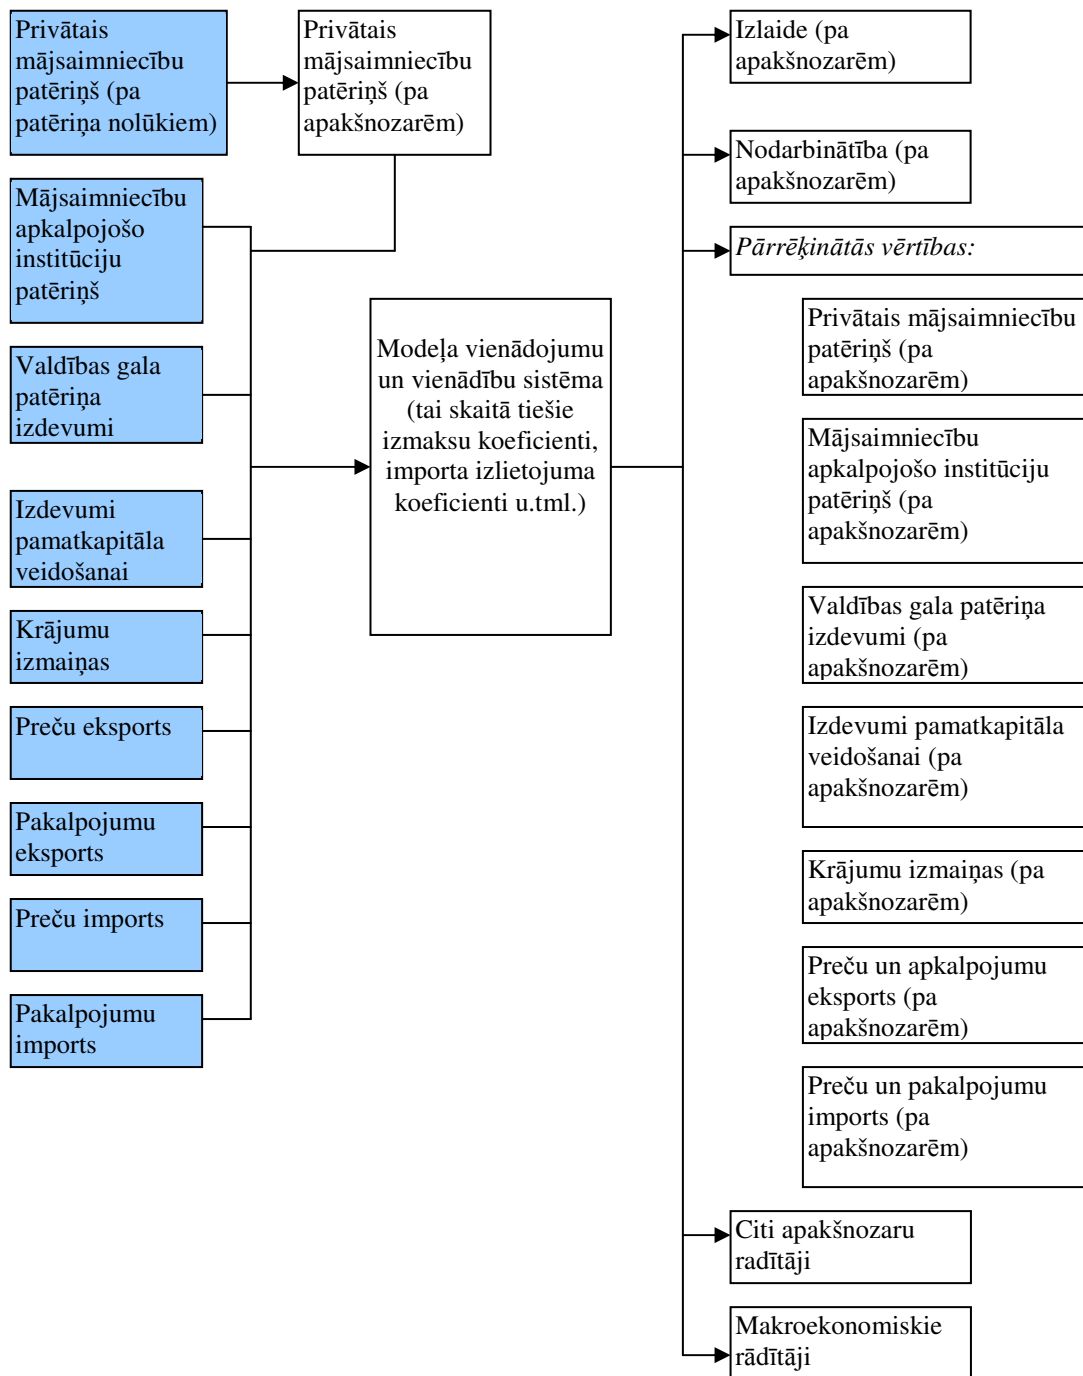 Privātais
mājsaimniecību
patēriņš (pa
patēriņa nolūkiem)
Privātais
mājsaimniecību
patēriņš (pa
apakšnozarēm)
Mājsaimniecību
apkalpojošo
institūciju
patēriņš
Valdības gala
patēriņa
izdevumi
Izdevumi
pamatkapitāla
veidošanai
Krājumu
izmaiņas
Preču eksports
Pakalpojumu
eksports
Preču imports
Pakalpojumu
imports
Modeļa vienādojumu
un vienādību sistēma
(tai skaitā tiešie
izmaksu koeficienti,
importa izlietojuma
koeficienti u.tml.)
Izlaide (pa
apakšnozarēm)
Nodarbinātība (pa
apakšnozarēm)
Pārrēķinātās vērtības:
Privātais mājsaimniecību
patēriņš (pa
apakšnozarēm)
Mājsaimniecību
apkalpojošo institūciju
patēriņš (pa
apakšnozarēm)
Valdības gala patēriņa
izdevumi (pa
apakšnozarēm)
Izdevumi pamatkapitāla
veidošanai (pa
apakšnozarēm)
Krājumu izmaiņas (pa
apakšnozarēm)
Preču un apkalpojumu
eksports (pa
apakšnozarēm)
Preču un pakalpojumu
imports (pa
apakšnozarēm)
Citi apakšnozaru
radītāji
Makroekonomiskie
rādītāji